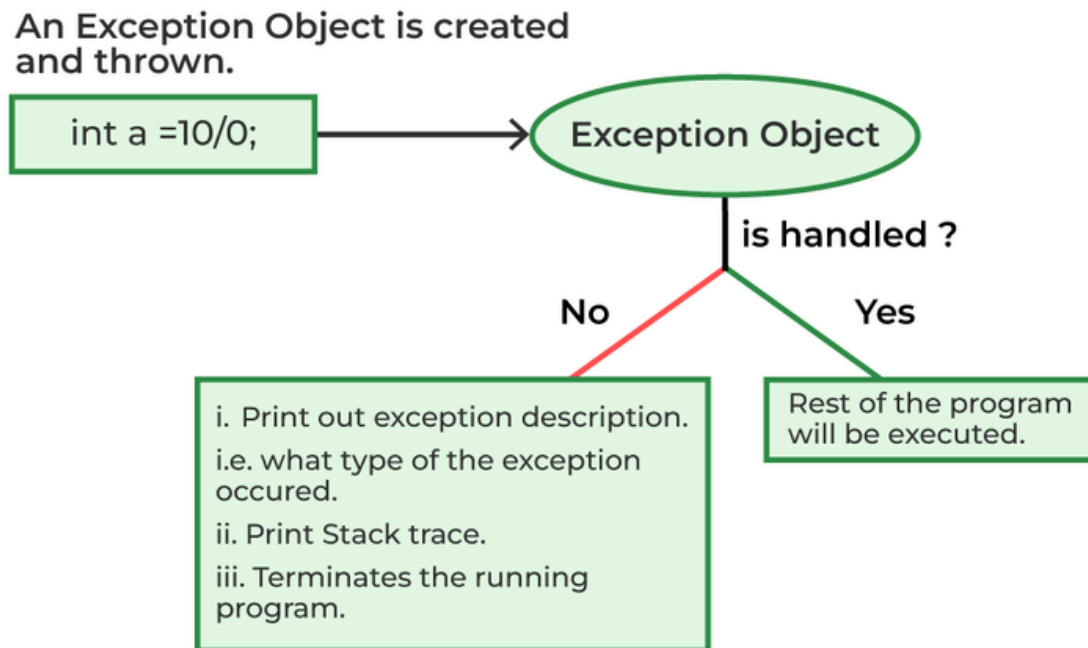 An Exception Object is created
and thrown.
int a =10/0;
Exception Object
is handled ?
No
Yes
i. Print out exception description.
i.e. what type of the exception
occured.
ii. Print Stack trace.
iii. Terminates the running
program.
Rest of the program
will be executed.